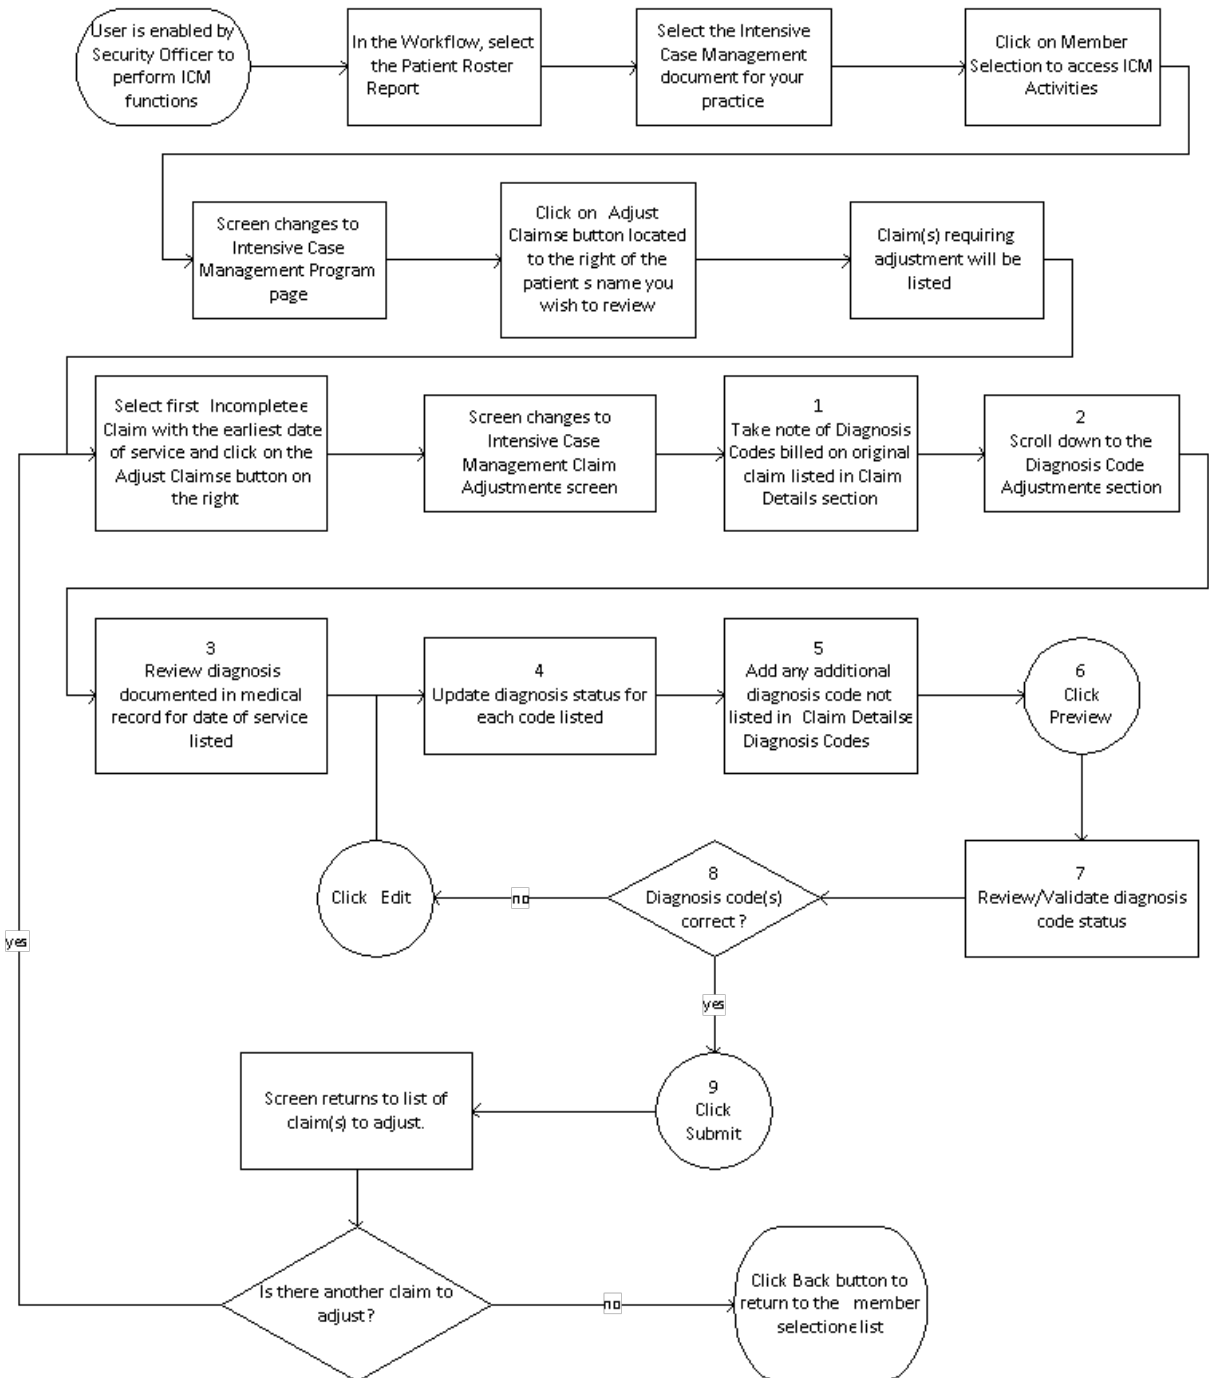 User is enabled by
Security Officer to
perform ICM
functions
In the Workflow, select
the Patient Roster
Report
Select the Intensive
Case Management
document for your
practice
Click on Member
Selection to access ICM
Activities
Screen changes to
Intensive Case
Management Program
page
Click on Adjust
Claimsє button located
to the right of the
patient s name you
wish to review
Claim(s) requiring
adjustment will be
listed
Select first Incompleteє
Claim with the earliest date
of service and click on the
Adjust Claimsє button on
the right
Screen changes to
Intensive Case
Management Claim
Adjustmentє screen
1
Take note of Diagnosis
Codes billed on original
claim listed in Claim
Details section
2
Scroll down to the
Diagnosis Code
Adjustmentє section
3
Review diagnosis
documented in medical
record for date of service
listed
4
Update diagnosis status for
each code listed
5
Add any additional
diagnosis code not
listed in Claim Detailsє
Diagnosis Codes
6
Click
Preview
Click Edit
no
8
Diagnosis code(s)
correct?
7
Review/Validate diagnosis
code status
yes
yes
Screen returns to list of
claim(s) to adjust.
9
Click
Submit
Is there another claim to
adjust?
no
Click Back button to
return to the member
selectionє list